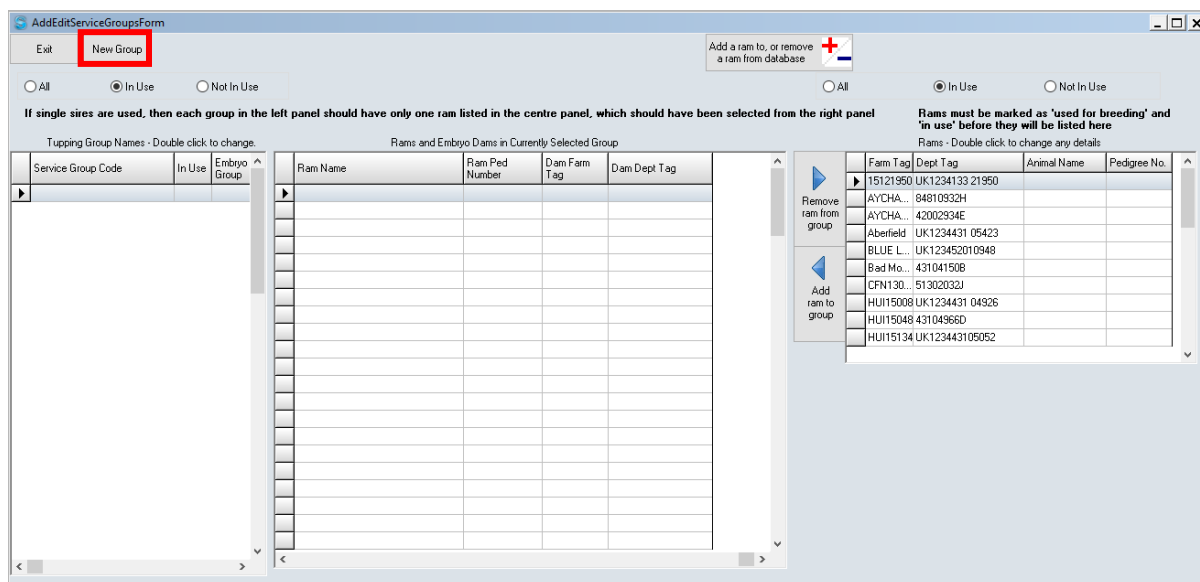 AddEditServiceGroupsForm
Exit
New Group
Add a ram to, or remove
a ram from database
All
In Use
Not In Use
All
In Use
Not In Use
If single sires are used, then each group in the left panel should have only one ram listed in the centre panel, which should have been selected from the right panel
Rams must be marked as 'used for breeding' and
'in use' before they will be listed here
Tupping Group Names - Double click to change.
Rams and Embryo Dams in Currently Selected Group
Rams - Double click to change any details
Service Group Code
In Use
Embryo
Group
Ram Name
Ram Ped
Number
Dam Farm
Tag
Dam Dept Tag
Remove
ram from
group
Add
ram to
group
Farm Tag Dept Tag Animal Name Pedigree No.
15121950 UK1234133 21950
AYCHA... 84810932H
AYCHA... 42002934E
Aberfield UK1234431 05423
BLUE L... UK123452010948
Bad Mo... 43104150B
CFN130... 51302032J
HUI15008 UK1234431 04926
HUI15048 43104966D
HUI15134 UK123443105052